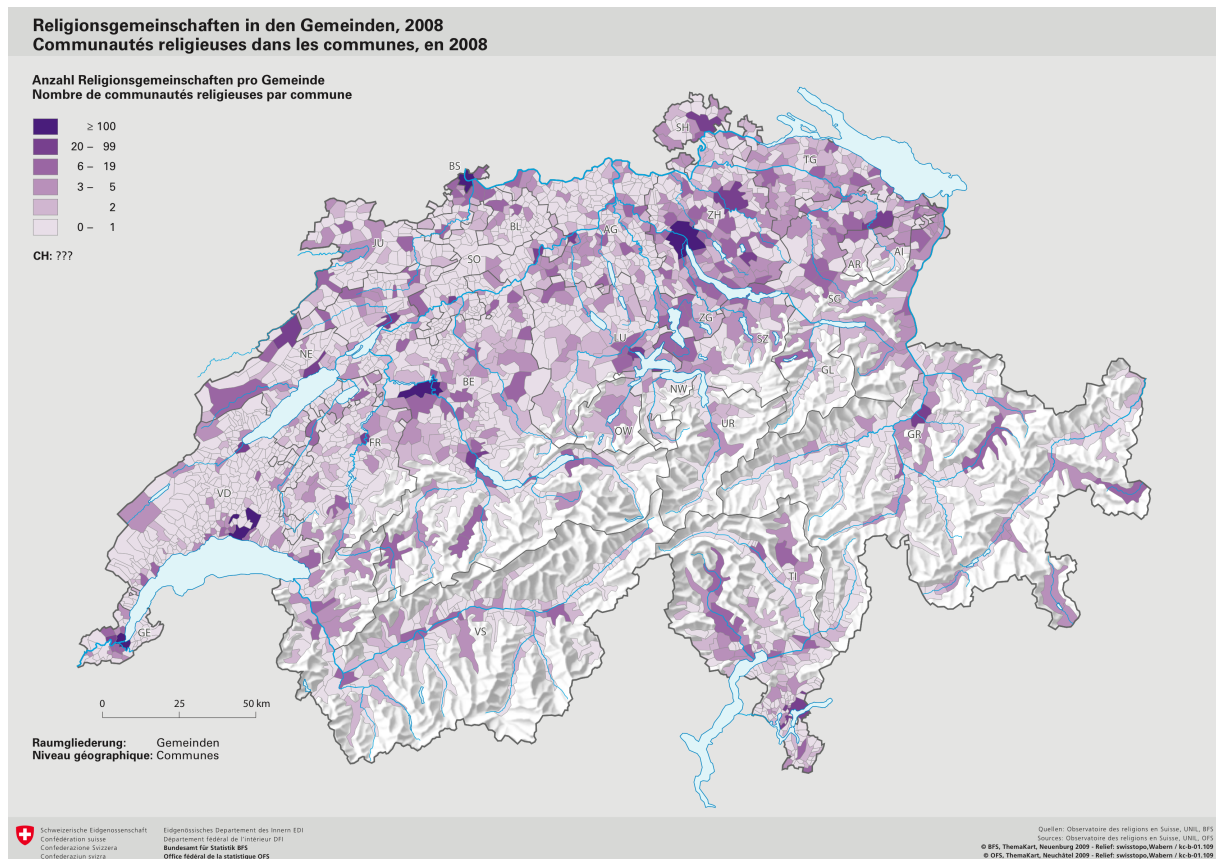 Religionsgemeinschaften in den Gemeinden, 2008
Communautés religieuses dans les communes, en 2008
Anzahl Religionsgemeinschaften pro Gemeinde
Nombre de communautés religieuses par commune
≥ 100
20 – 99
6 – 19
3 – 5
2
0 – 1
CH: ???
SH
BS
TG
ZH
BL
AG
JU
SO
AR
AI
SG
ZG
LU
SZ
NE
GL
BE
NW
OW
UR
FR
GR
VD
TI
GE
VS
0 25 50 km
Raumgliederung: Gemeinden
Niveau géographique: Communes
Schweizerische Eidgenossenschaft
Confédération suisse
Confederazione Svizzera
Confederaziun svizra
Eidgenössisches Departement des Innern EDI
Département fédéral de l'intérieur DFI
Bundesamt für Statistik BFS
Office fédéral de la statistique OFS
Quellen: Observatoire des religions en Suisse, UNIL, BFS
Sources: Observatoire des religions en Suisse, UNIL, OFS
© BFS, ThemaKart, Neuenburg 2009 - Relief: swisstopo,Wabern / kc-b-01.109
© OFS, ThemaKart, Neuchâtel 2009 - Relief: swisstopo,Wabern / kc-b-01.109